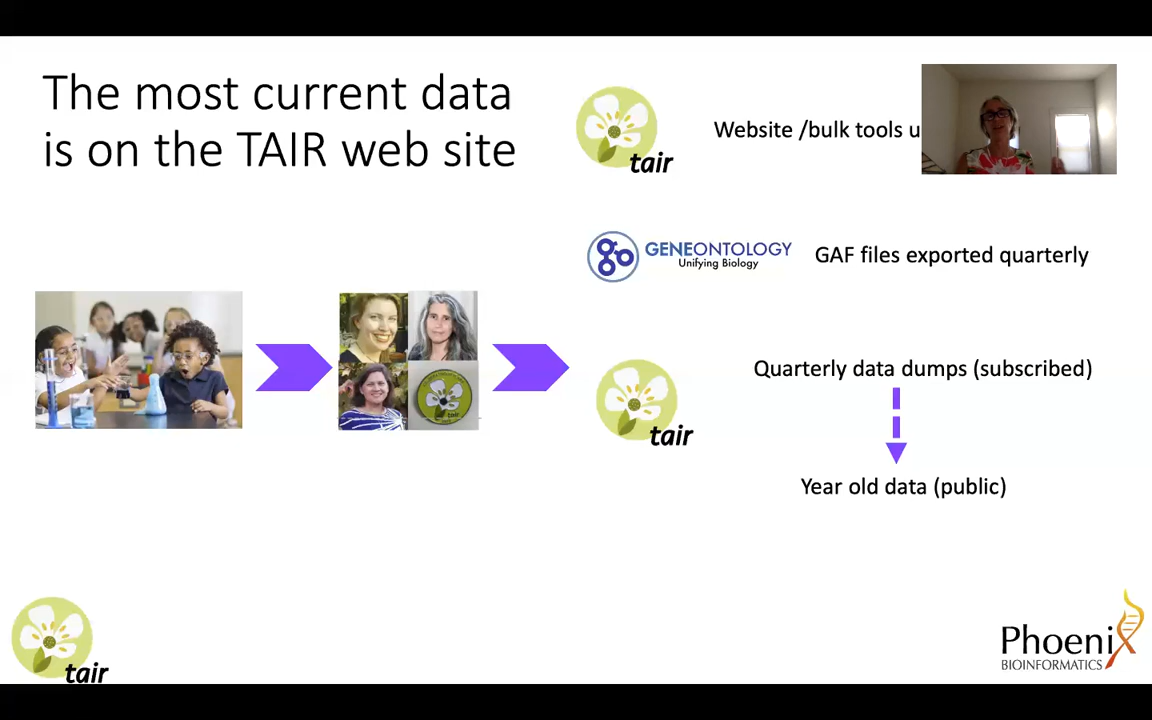 The most current data
is on the TAIR web site
tair
Website /bulk tools
GENEONTOLOGY
Unifying Biology
GAF files exported quarterly
Quarterly data dumps (subscribed)
tair
Year old data (public)
tair
Phoenix
BIOINFORMATICS